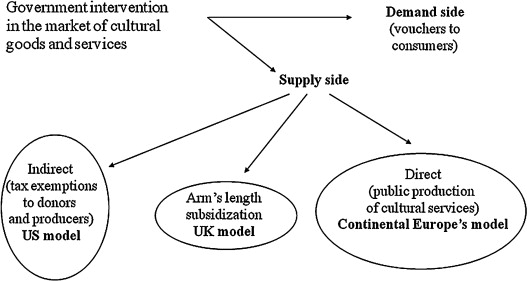 Government intervention
in the market of cultural
goods and services
Demand side
(vouchers to
consumers)
Supply side
Indirect
(tax exemptions
to donors
and producers)
US model
Arm's length
subsidization
UK model
Direct
(public production
of cultural services)
Continental Europe's model